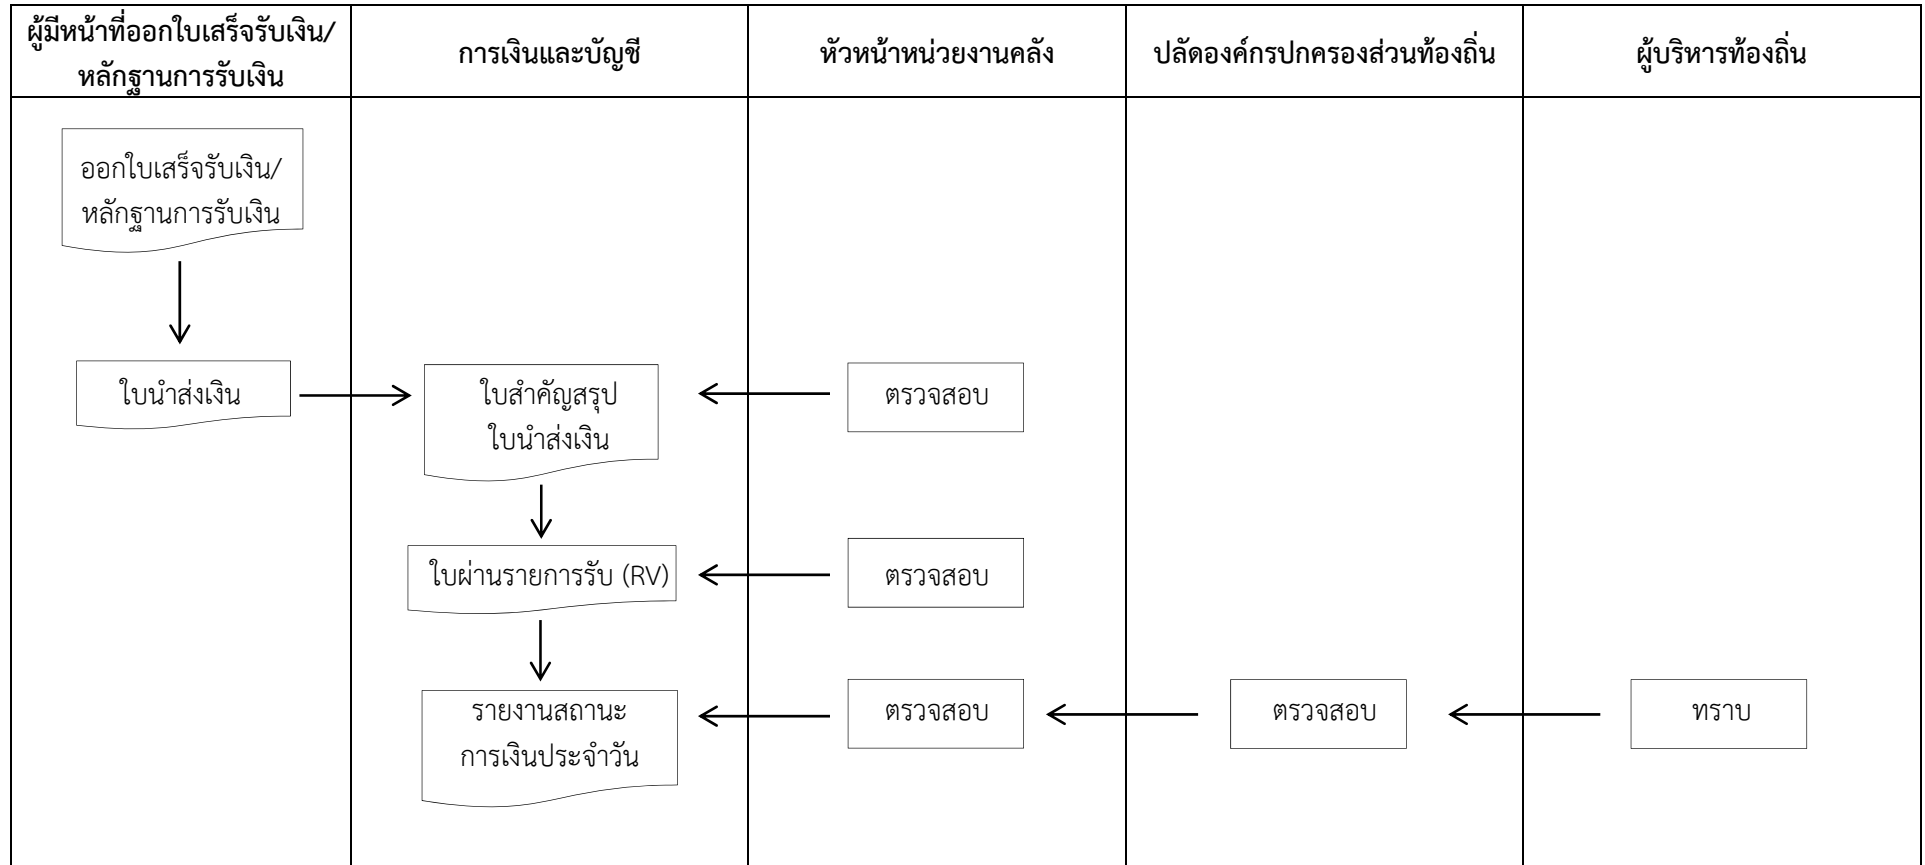 ผู้มีหน้าที่ออกใบเสร็จรับเงิน/
หลักฐานการรับเงิน
การเงินและบัญชี
หัวหน้าหน่วยงานคลัง
ปลัดองค์กรปกครองส่วนท้องถิ่น
ผู้บริหารท้องถิ่น
ออกใบเสร็จรับเงิน/
หลักฐานการรับเงิน
ใบนำส่งเงิน
ใบสำคัญสรุป
ใบนำส่งเงิน
ตรวจสอบ
ใบผ่านรายการรับ (RV)
ตรวจสอบ
รายงานสถานะ
การเงินประจำวัน
ตรวจสอบ
ตรวจสอบ
ทราบ